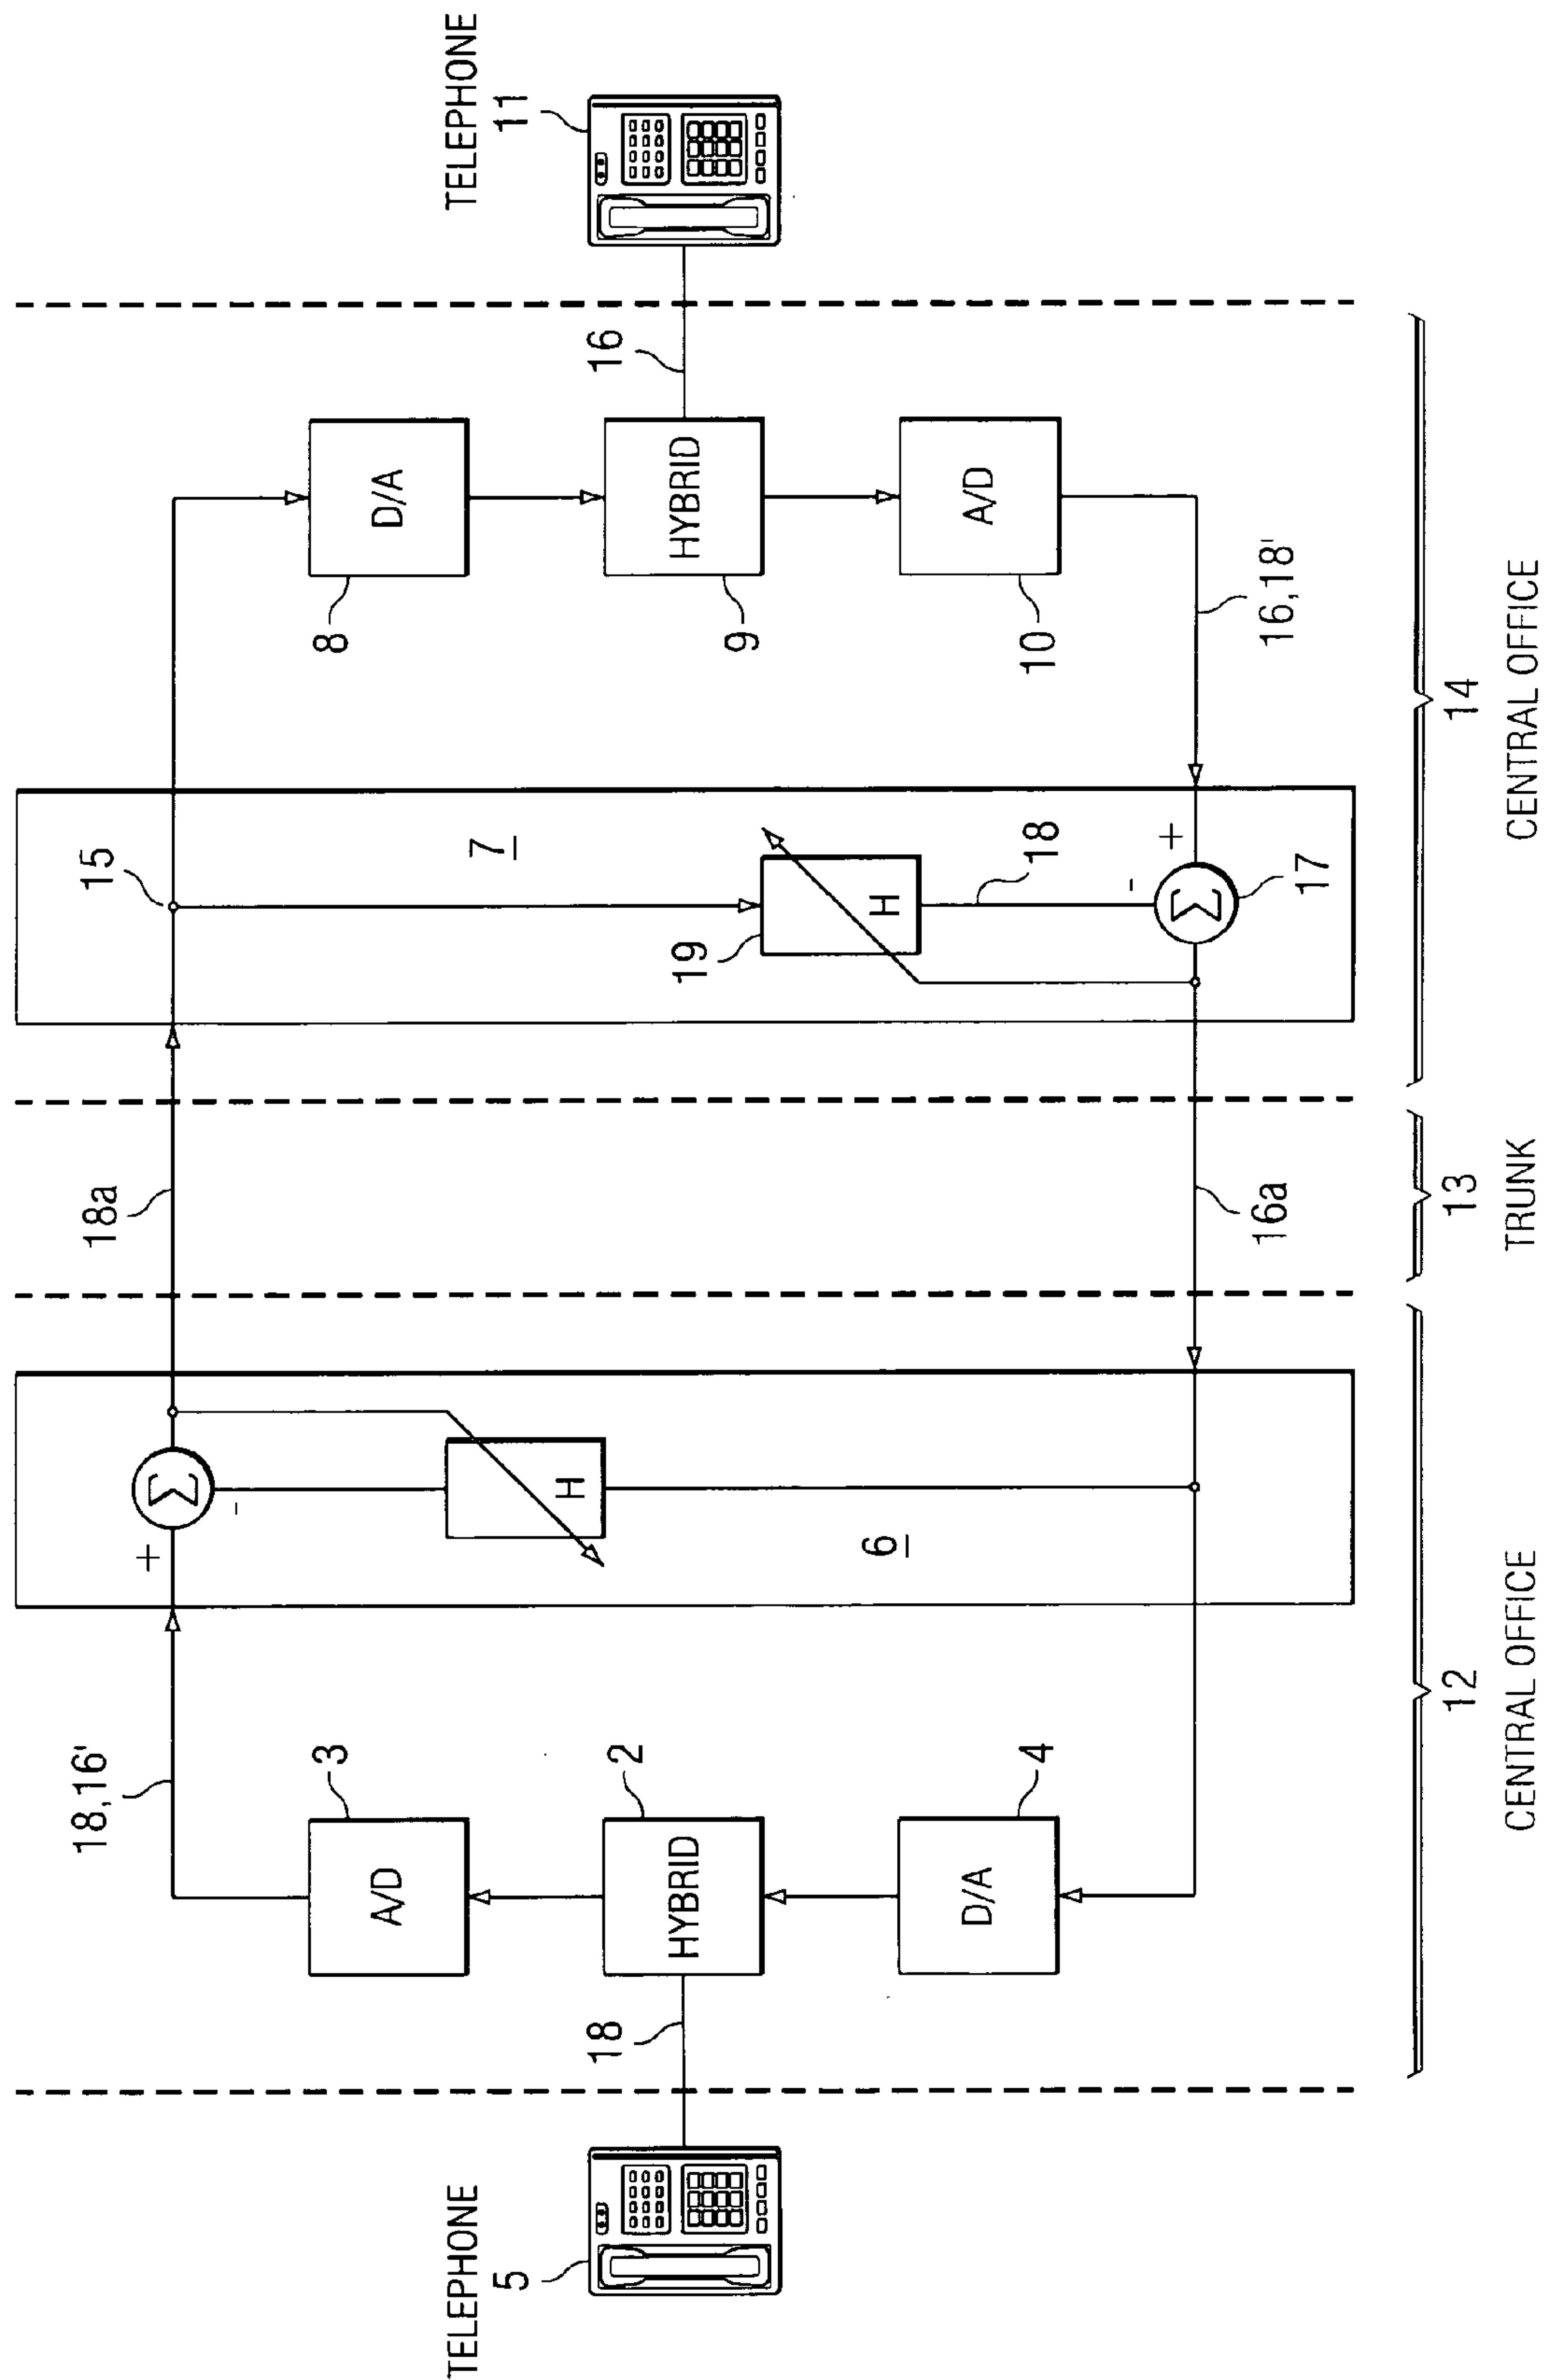 TELEPHONE
5
18
18,16'
A/D
3
HYBRID
2
D/A
4
+
Σ
-
H
6
18a
16a
15
7
19
H
18
-
+
Σ
17
D/A
8
HYBRID
9
A/D
10
16
16,18'
TELEPHONE
11
12
CENTRAL OFFICE
13
TRUNK
14
CENTRAL OFFICE